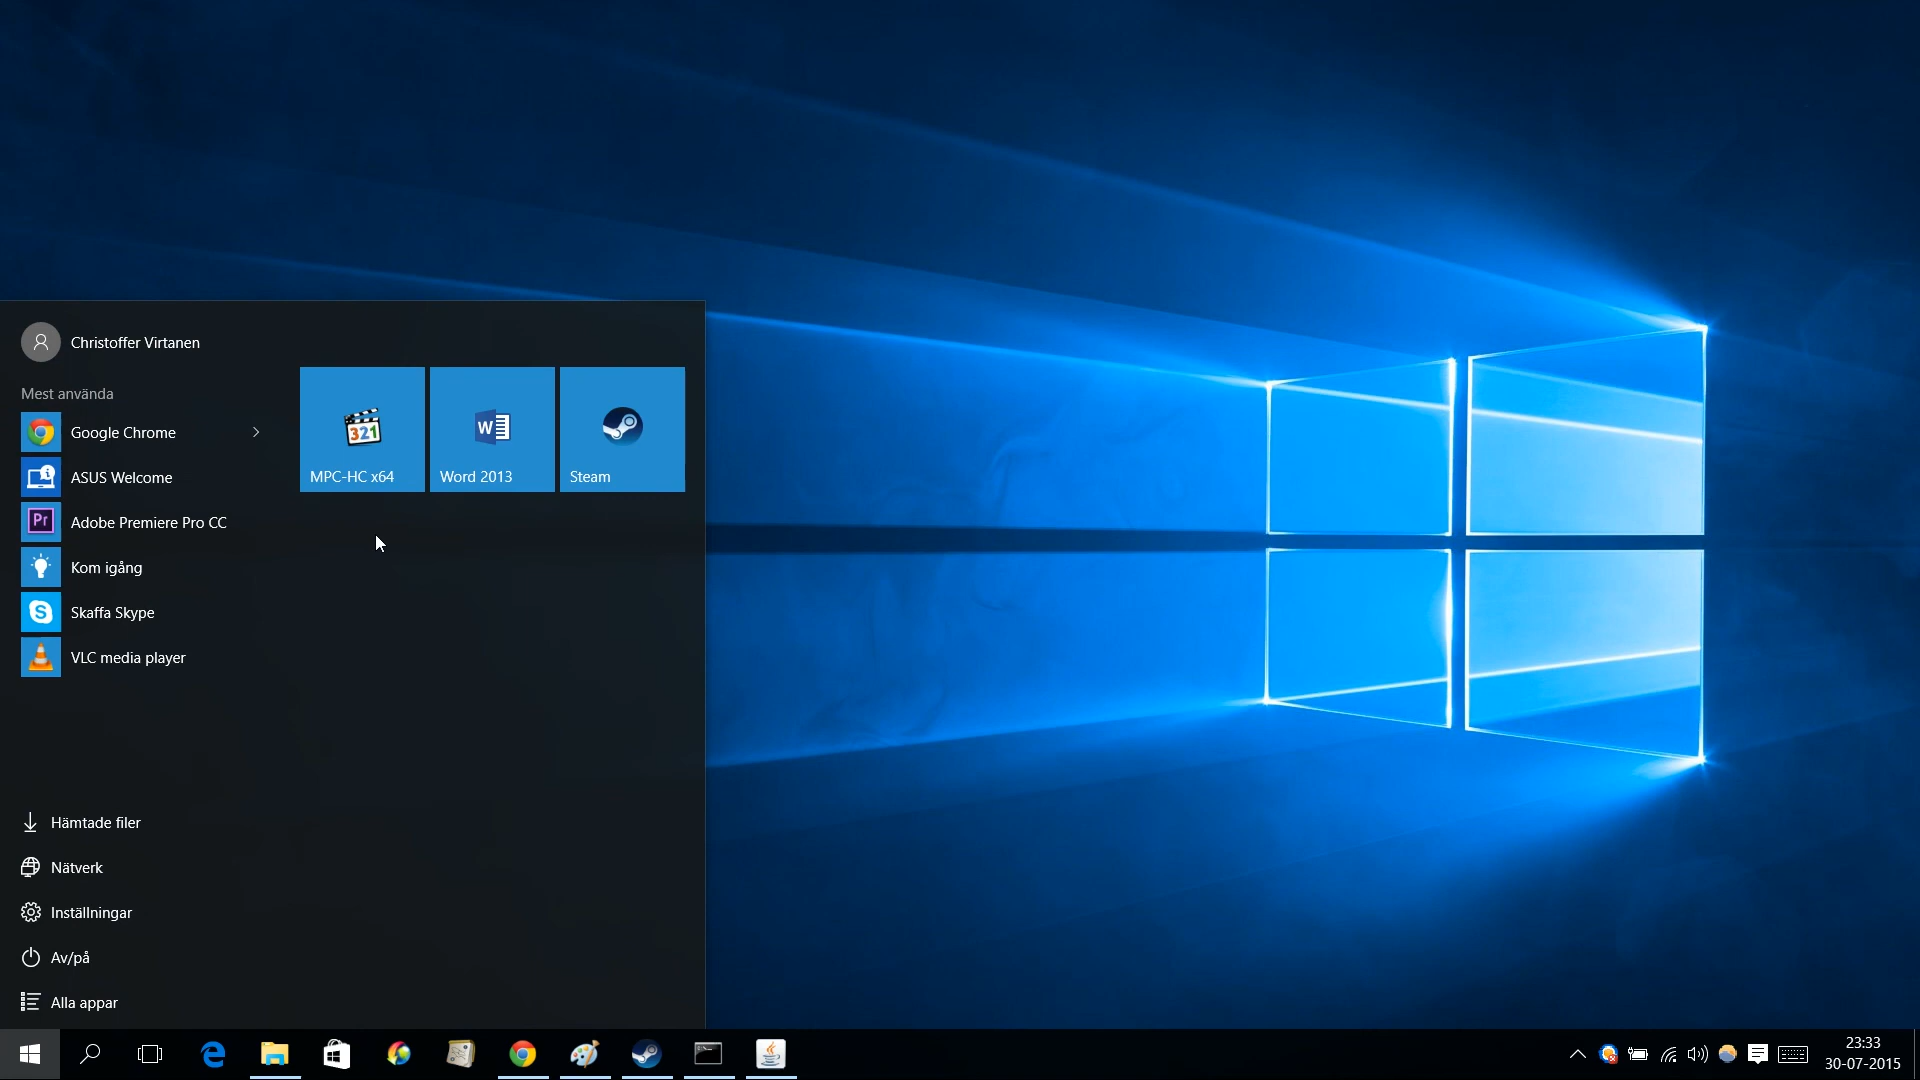 Christoffer Virtanen
Mest använda
Google Chrome
ASUS Welcome
Pr
Adobe Premiere Pro CC
Kom igång
Skaffa Skype
VLC media player
321
MPC-HC x64
Word 2013
Steam
Hämtade filer
Nätverk
Inställningar
Av/på
Alla appar
23:33
30-07-2015